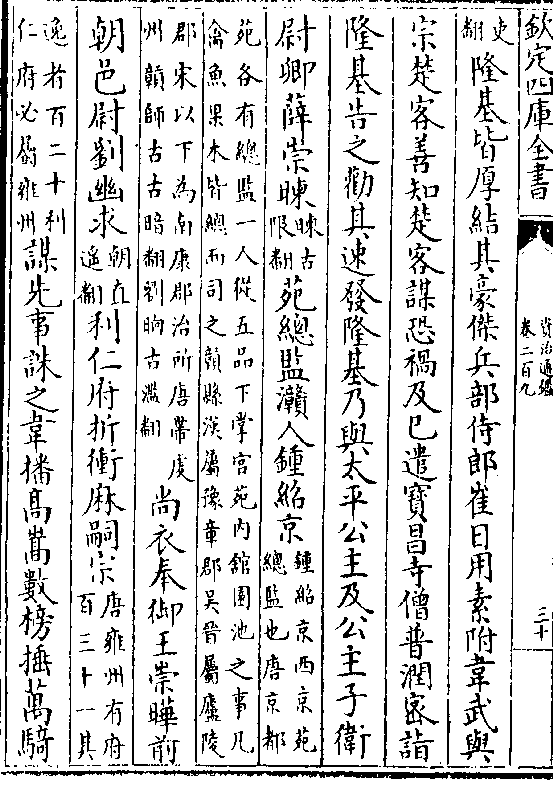 欽定四庫全書
資治通鑑
卷二百九
三十
吏
翻
隆基皆厚結其豪傑兵部侍郎崔日用素附韋武與
宗楚客善知楚客謀恐禍及已遣寶昌寺僧普潤密詣
隆基告之勸其速發隆基乃與太平公主及公主子衛
尉卿薛崇暕
暕古
限翻
苑總監灨人鍾紹京
鍾紹京西京苑
總監也唐京都
苑各有總監一人從五品下掌宫苑内館園池之事凡
禽魚果木皆總而司之贛縣漢屬豫章郡吳晉屬廬陵
郡宋以下為南康郡治所唐帶虔
州贛師古古暗翻劉昫古濫翻
尚衣奉御王崇曄前
朝邑尉劉幽求
朝直
遥翻
利仁府折衝麻嗣宗
唐雍州有府
百三十一其
逸者百二十利
仁府必屬雍州
謀先事誅之韋播髙嵩數榜捶萬騎